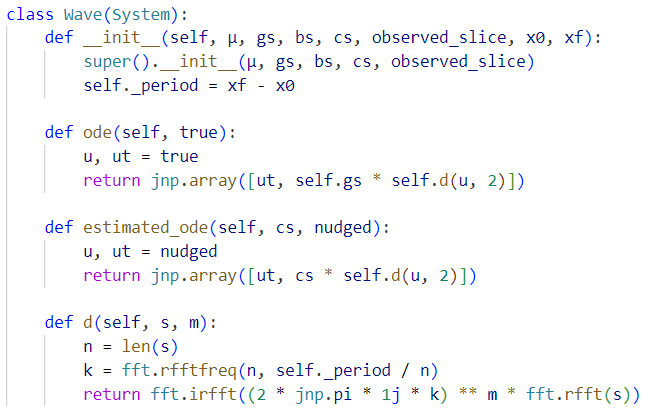 class Wave(System):
    def __init__(self, μ, gs, bs, cs, observed_slice, x0, xf):
        super().__init__(μ, gs, bs, cs, observed_slice)
        self._period = xf - x0

    def ode(self, true):
        u, ut = true
        return jnp.array([ut, self.gs * self.d(u, 2)])

    def estimated_ode(self, cs, nudged):
        u, ut = nudged
        return jnp.array([ut, cs * self.d(u, 2)])

    def d(self, s, m):
        n = len(s)
        k = fft.rfftfreq(n, self._period / n)
        return fft.irfft((2 * jnp.pi * 1j * k) ** m * fft.rfft(s))